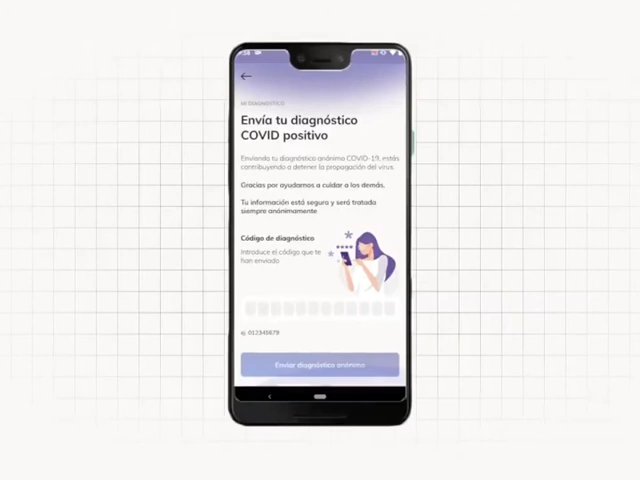 MI DIAGNÓSTICO
Envía tu diagnóstico
COVID positivo
Enviando tu diagnóstico anónimo COVID-19, estás
contribuyendo a detener la propagación del virus.
Gracias por ayudarnos a cuidar a los demás.
Tu información está segura y será tratada
siempre anónimamente
Código de diagnóstico
Introduce el código que te
han enviado
ej. 012345679
Enviar diagnóstico anónimo